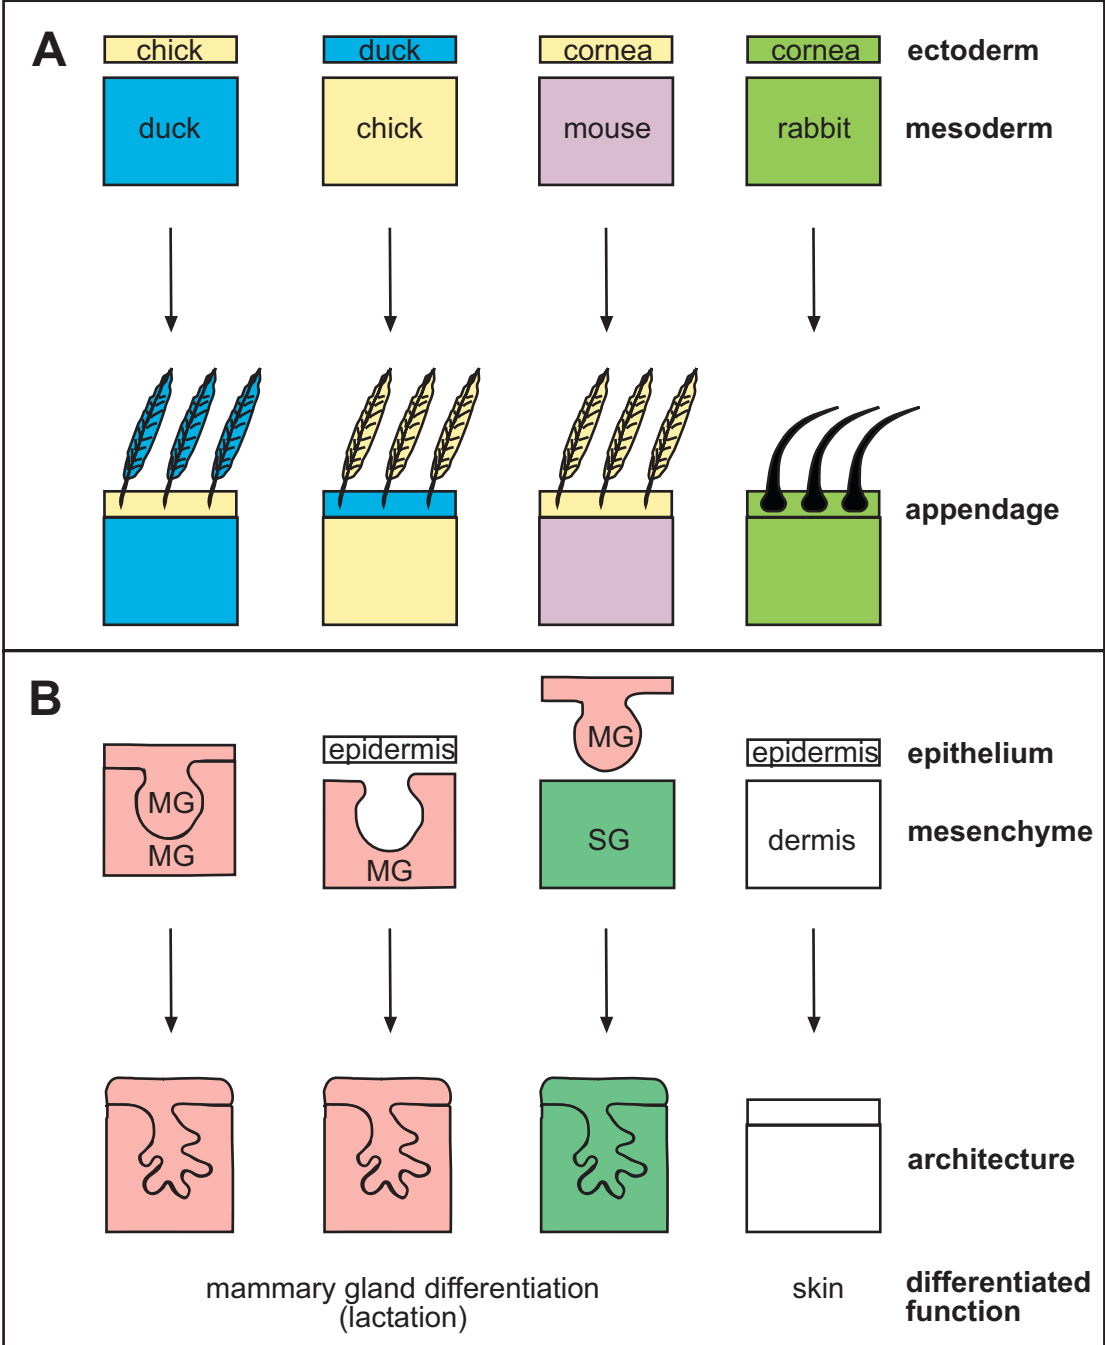 A
chick duck cornea cornea ectoderm
duck chick mouse rabbit mesoderm
appendage
B
MG
epidermis epidermis epithelium
MG
SG dermis mesenchyme
MG
MG
architecture
mammary gland differentiation skin differentiated
(lactation) function